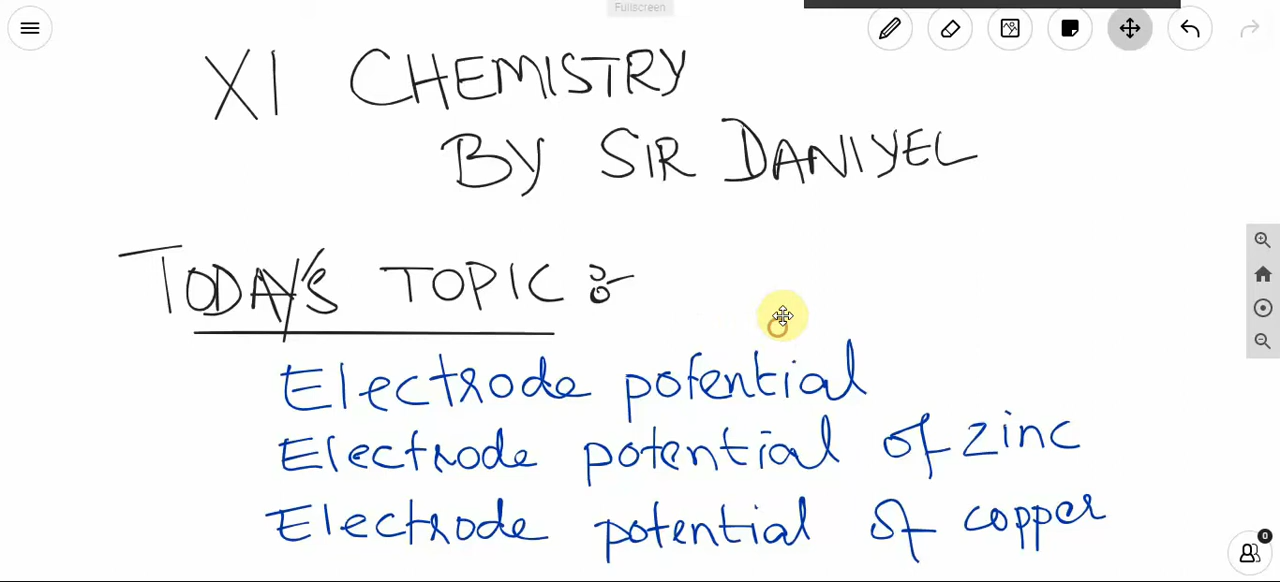 Fullscreen
XI CHEMISTRY
BY SIR DANIYEL
TODAY'S TOPIC :-
Electrode potential
Electrode potential of zinc
Electrode potential of copper
0